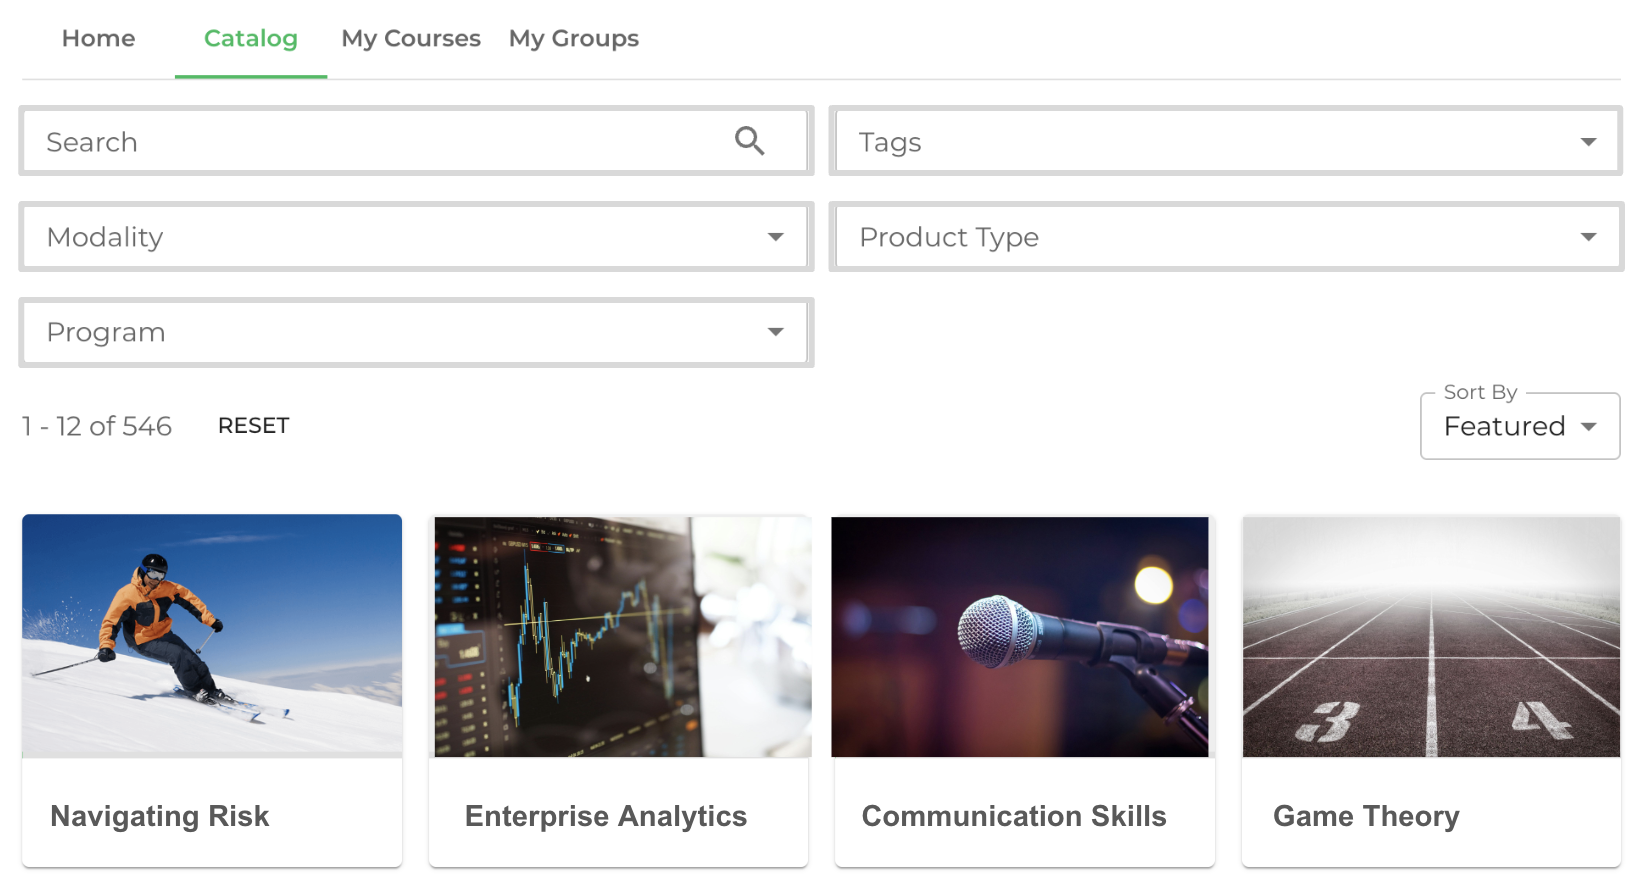 Home Catalog My Courses My Groups
Search Tags
Modality Product Type
Program
Sort By
1 - 12 of 546 RESET Featured
3 4
Navigating Risk Enterprise Analytics Communication Skills Game Theory